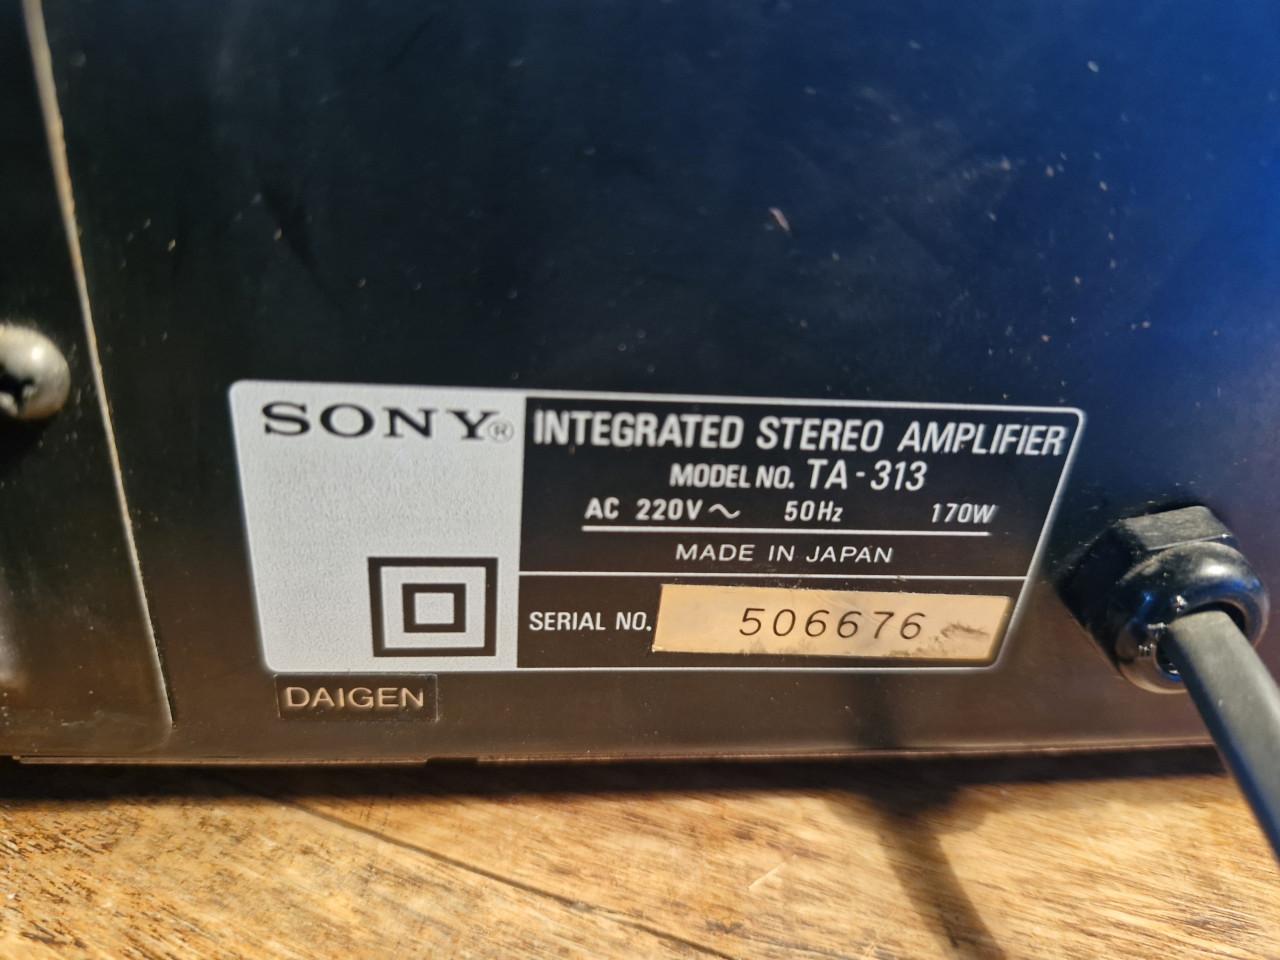 SONY®
INTEGRATED STEREO AMPLIFIER
MODEL NO. TA-313
AC 220V ~ 50Hz 170W
MADE IN JAPAN
SERIAL NO. 506676
DAIGEN